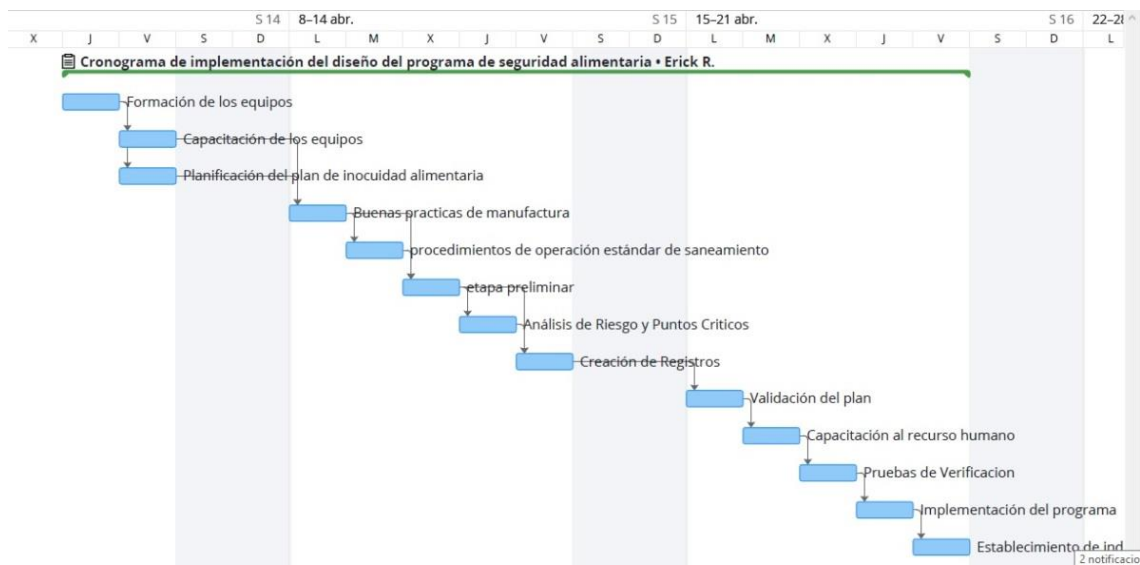 S 14 8–14 abr. S 15 15–21 abr. S 16 22–28
X J V S D L M X J V S D L M X J V S D L
Cronograma de implementación del diseño del programa de seguridad alimentaria • Erick R.
Formación de los equipos
Capacitación de los equipos
Planificación del plan de inocuidad alimentaria
Buenas practicas de manufactura
procedimientos de operación estándar de saneamiento
etapa preliminar
Análisis de Riesgo y Puntos Criticos
Creación de Registros
Validación del plan
Capacitación al recurso humano
Pruebas de Verificacion
Implementación del programa
Establecimiento de ind
2 notificacio